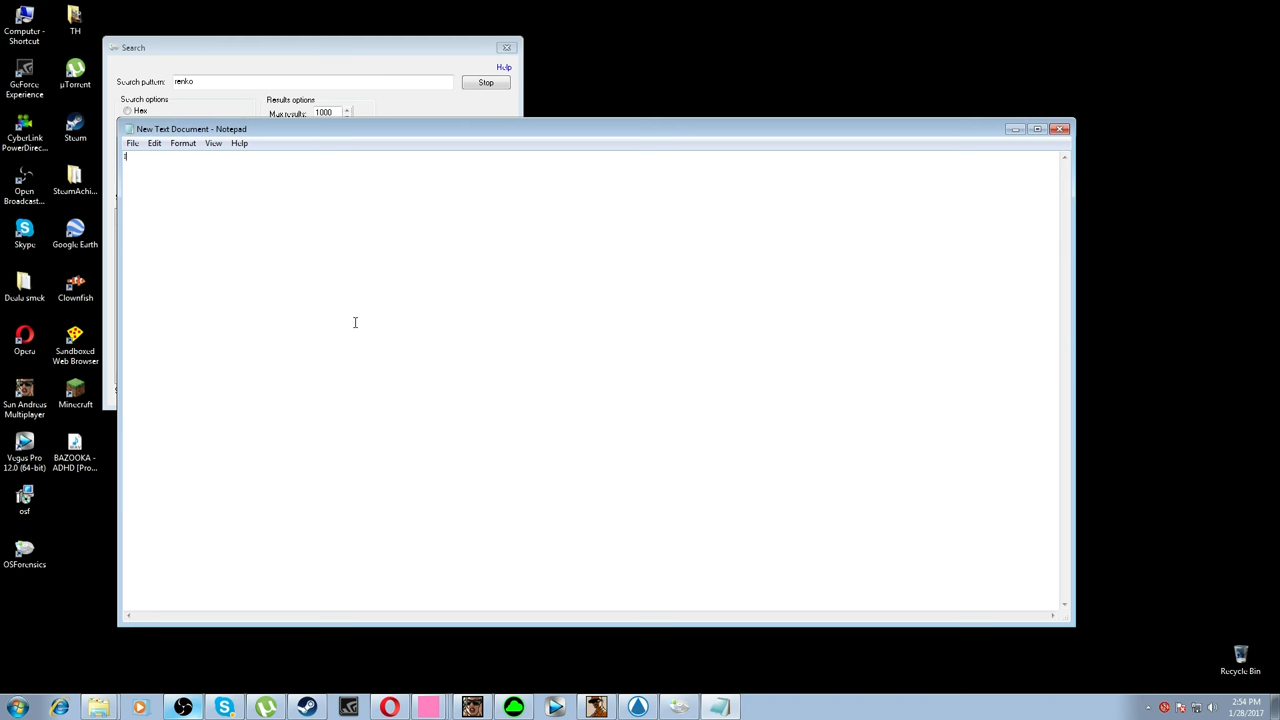 Computer -
Shortcut
TH
GeForce
Experience
µTorrent
CyberLink
PowerDirec...
Steam
Open
Broadcast...
SteamAchi...
Skype
Google Earth
Deala smek
Clownfish
Opera
Sandboxed
Web Browser
San Andreas
Multiplayer
Minecraft
Vegas Pro
12.0 (64-bit)
BAZOOKA -
ADHD [Pro...
osf
OSForensics
Search
Help
Search pattern:
renko
Stop
Search options
Results options
Hex
Max results:
1000
New Text Document - Notepad
File Edit Format View Help
Recycle Bin
2:54 PM
1/28/2017